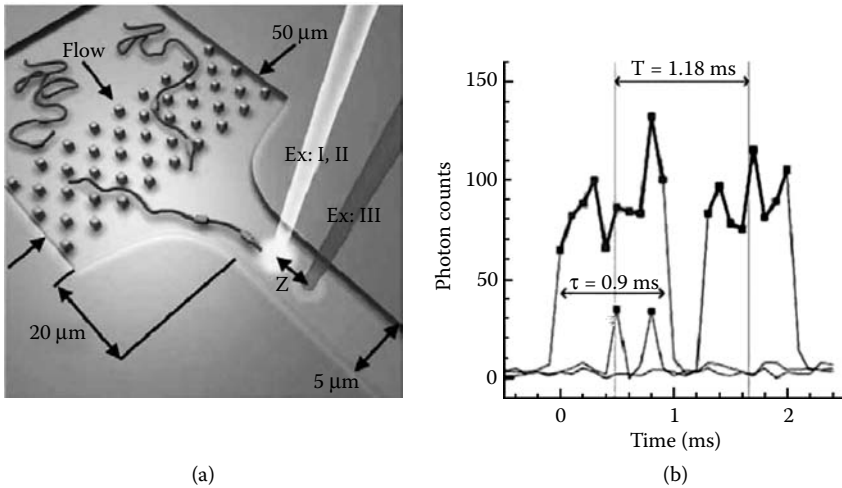 Flow
50 μm
Ex: I, II
Ex: III
Z
20 μm
5 μm
(a)
T = 1.18 ms
150
100
50
0
Photon counts
τ = 0.9 ms
0
1
2
Time (ms)
(b)